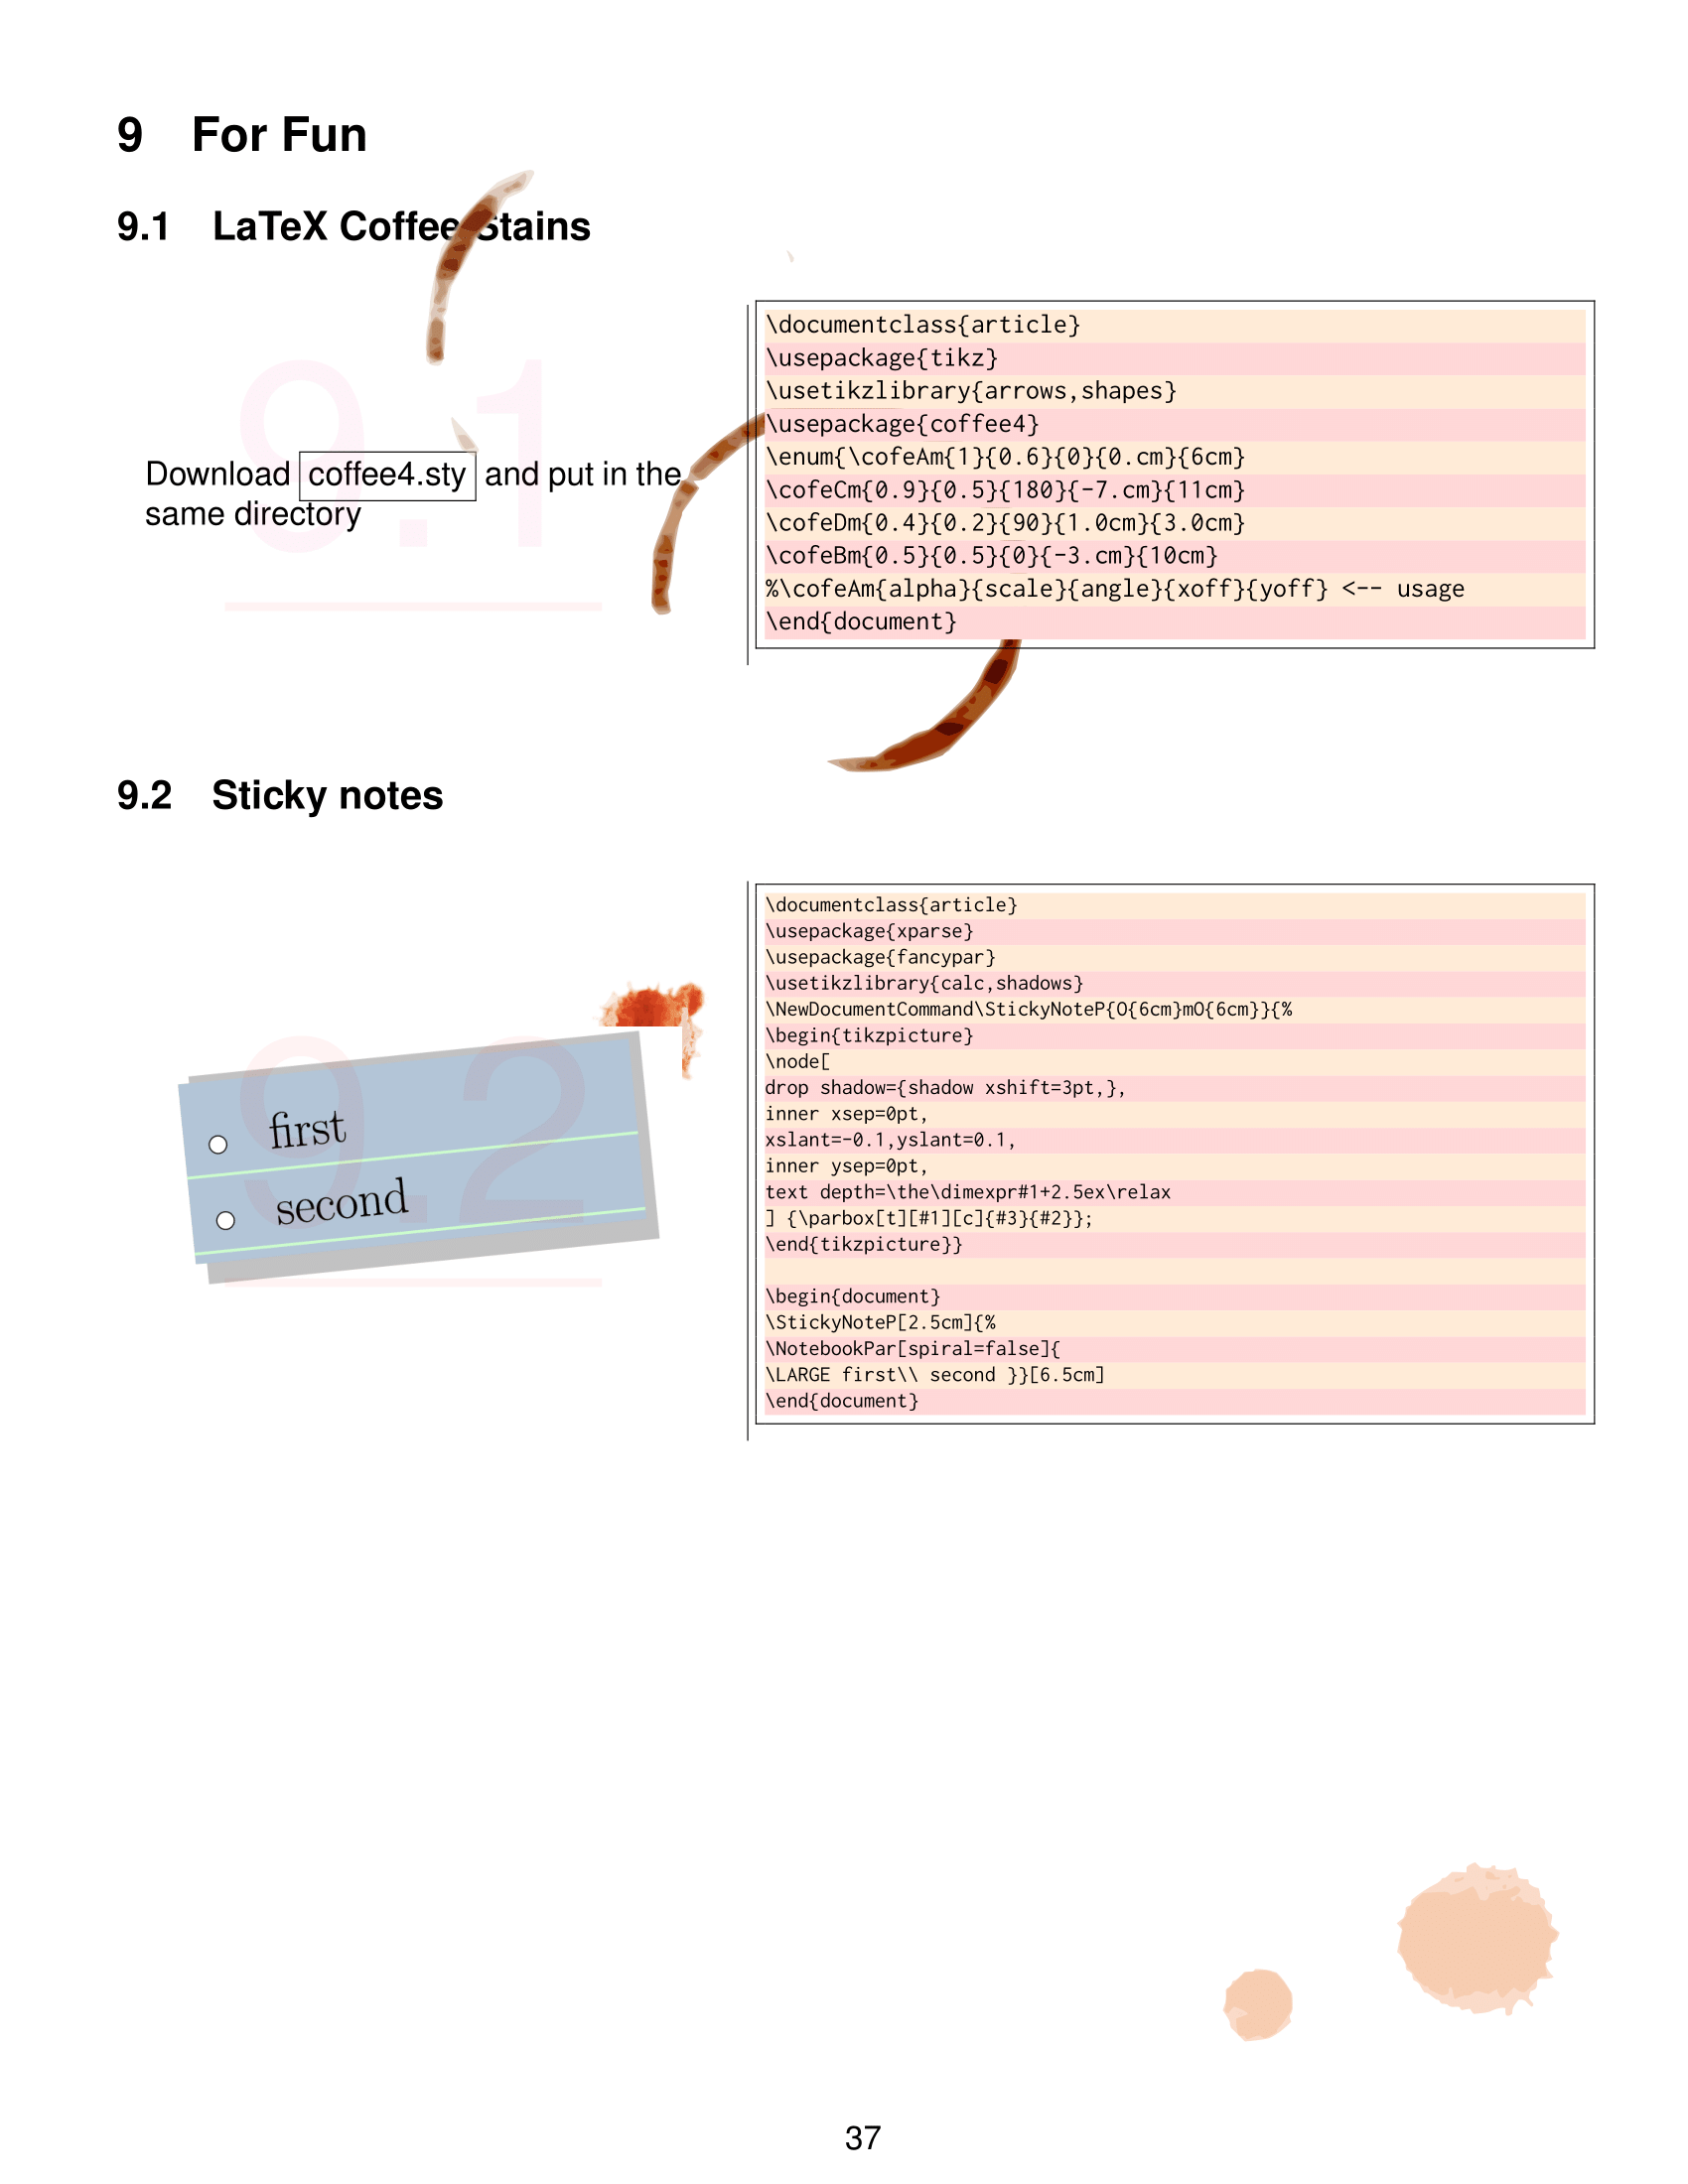 9 For Fun
9.1 LaTeX Coffee Stains
9.1
Download coffee4.sty and put in the
same directory
\documentclass{article}
\usepackage{tikz}
\usetikzlibrary{arrows,shapes}
\usepackage{coffee4}
\enum{\cofeAm{1}{0.6}{0}{0.cm}{6cm}
\cofeCm{0.9}{0.5}{180}{-7.cm}{11cm}
\cofeDm{0.4}{0.2}{90}{1.0cm}{3.0cm}
\cofeBm{0.5}{0.5}{0}{-3.cm}{10cm}
%\cofeAm{alpha}{scale}{angle}{xoff}{yoff} <-- usage
\end{document}
9.2 Sticky notes
9.2
first
second
\documentclass{article}
\usepackage{xparse}
\usepackage{fancypar}
\usetikzlibrary{calc,shadows}
\NewDocumentCommand\StickyNoteP{O{6cm}mO{6cm}}{%
\begin{tikzpicture}
\node[
drop shadow={shadow xshift=3pt,},
inner xsep=0pt,
xslant=-0.1,yslant=0.1,
inner ysep=0pt,
text depth=\the\dimexpr#1+2.5ex\relax
] {\parbox[t][#1][c]{#3}{#2}};
\end{tikzpicture}}
\begin{document}
\StickyNoteP[2.5cm]{%
\NotebookPar[spiral=false]{
\LARGE first\\ second }}[6.5cm]
\end{document}
37